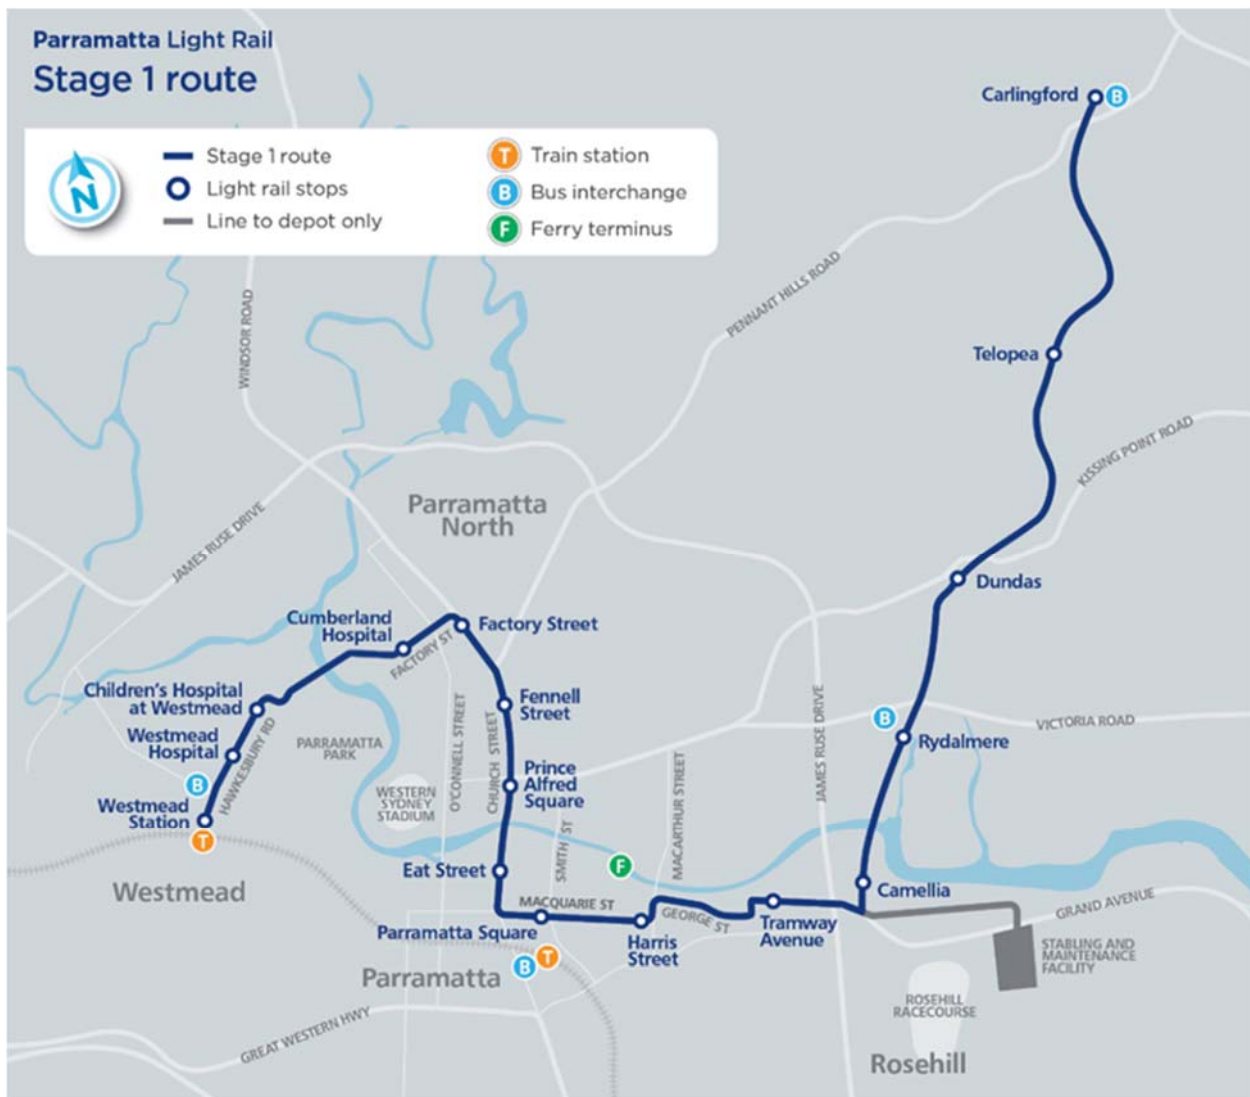 Parramatta Light Rail
Stage 1 route
N
Stage 1 route
Light rail stops
Line to depot only
T Train station
B Bus interchange
F Ferry terminus
Carlingford
B
WINDSOR ROAD
PENNANT HILLS ROAD
Telopea
KISSING POINT ROAD
JAMES RUSE DRIVE
Parramatta
North
Dundas
Cumberland
Hospital
Factory Street
FACTORY ST
Children's Hospital
at Westmead
Fennell
Street
O'CONNELL STREET
CHURCH STREET
JAMES RUSE DRIVE
B
VICTORIA ROAD
Rydalmere
Westmead
Hospital
HAWKESBURY RD
PARRAMATTA
PARK
MACARTHUR STREET
Prince
Alfred
Square
B
WESTERN
SYDNEY
STADIUM
Westmead
Station
T
SMITH ST
F
Eat Street
Westmead
Camellia
MACQUARIE ST
GEORGE ST
GRAND AVENUE
Parramatta Square
Harris
Street
Tramway
Avenue
B
T
STABLING AND
MAINTENANCE
FACILITY
Parramatta
ROSEHILL
RACECOURSE
GREAT WESTERN HWY
Rosehill